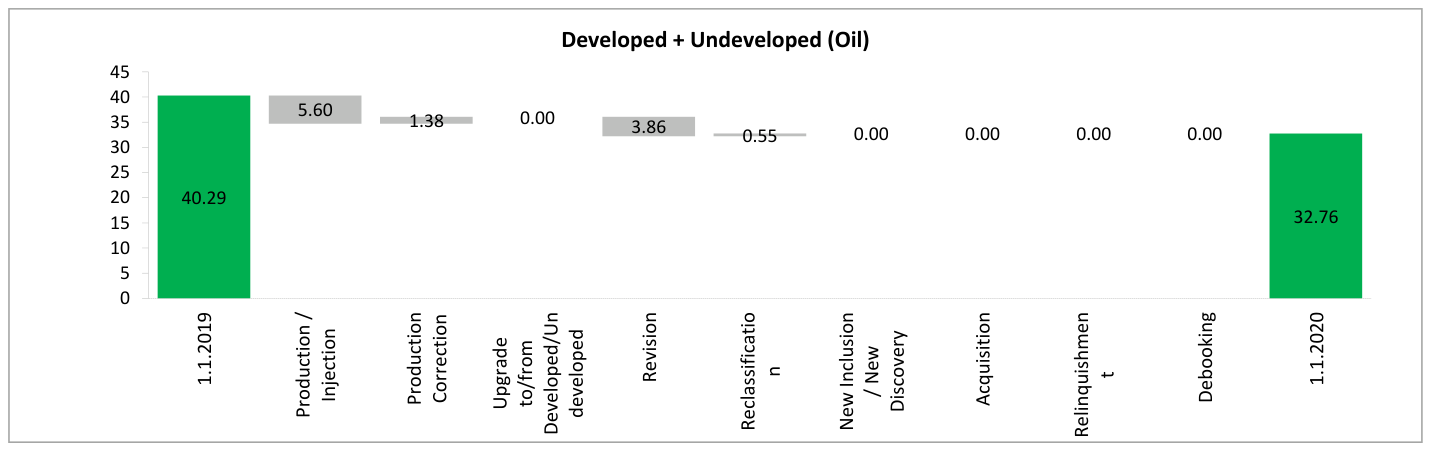 Developed + Undeveloped (Oil)
45
40
35
30
25
20
15
10
5
0
40.29
5.60
1.38
0.00
3.86
0.55
0.00
0.00
0.00
0.00
32.76
1.1.2019
Production /
Injection
Production
Correction
Upgrade
to/from
Developed/Un
developed
Revision
Reclassificatio
n
New Inclusion
/ New
Discovery
Acquisition
Relinquishmen
t
Debooking
1.1.2020